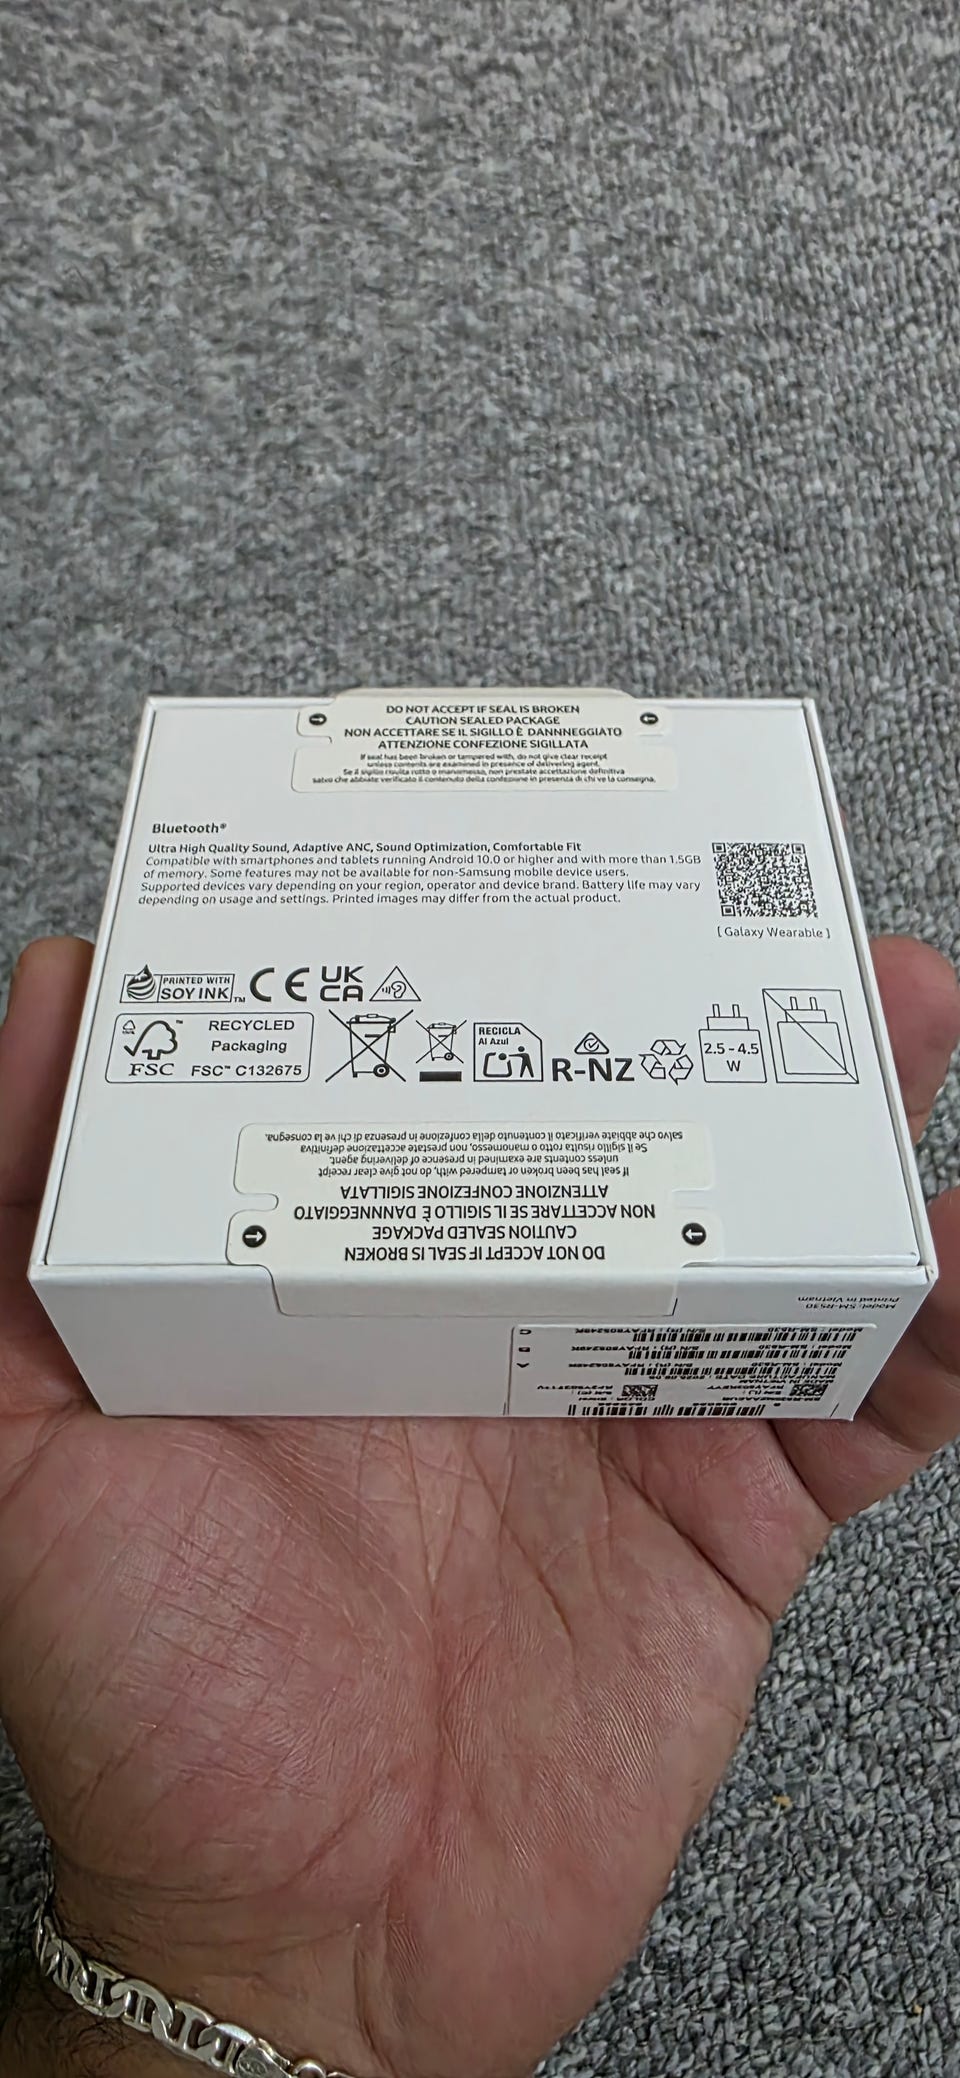 DO NOT ACCEPT IF SEAL IS BROKEN
CAUTION SEALED PACKAGE
NON ACCETTARE SE IL SIGILLO È DANNNEGGIATO
ATTENZIONE CONFEZIONE SIGILLATA
If seal has been broken or tampered with, do not give clear receipt
unless contents are examined in presence of delivering agent.
Se il sigillo risulta rotto o manomesso, non prestate accettazione definitiva
salvo che abbiate verificato il contenuto della confezione in presenza di chi ve la consegna.
Bluetooth®
Ultra High Quality Sound, Adaptive ANC, Sound Optimization, Comfortable Fit
Compatible with smartphones and tablets running Android 10.0 or higher and with more than 1.5GB
of memory. Some features may not be available for non-Samsung mobile device users.
Supported devices vary depending on your region, operator and device brand. Battery life may vary
depending on usage and settings. Printed images may differ from the actual product.
[ Galaxy Wearable ]
PRINTED WITH
SOY INK™
CE
UK
CA
RECYCLED
Packaging
FSC™ C132675
FSC
RECICLA
Al Azul
R-NZ
2.5 - 4.5
W
DO NOT ACCEPT IF SEAL IS BROKEN
CAUTION SEALED PACKAGE
NON ACCETTARE SE IL SIGILLO È DANNNEGGIATO
ATTENZIONE CONFEZIONE SIGILLATA
If seal has been broken or tampered with, do not give clear receipt
unless contents are examined in presence of delivering agent.
Se il sigillo risulta rotto o manomesso, non prestate accettazione definitiva
salvo che abbiate verificato il contenuto della confezione in presenza di chi ve la consegna.
Model: SM-R530
Printed in Vietnam